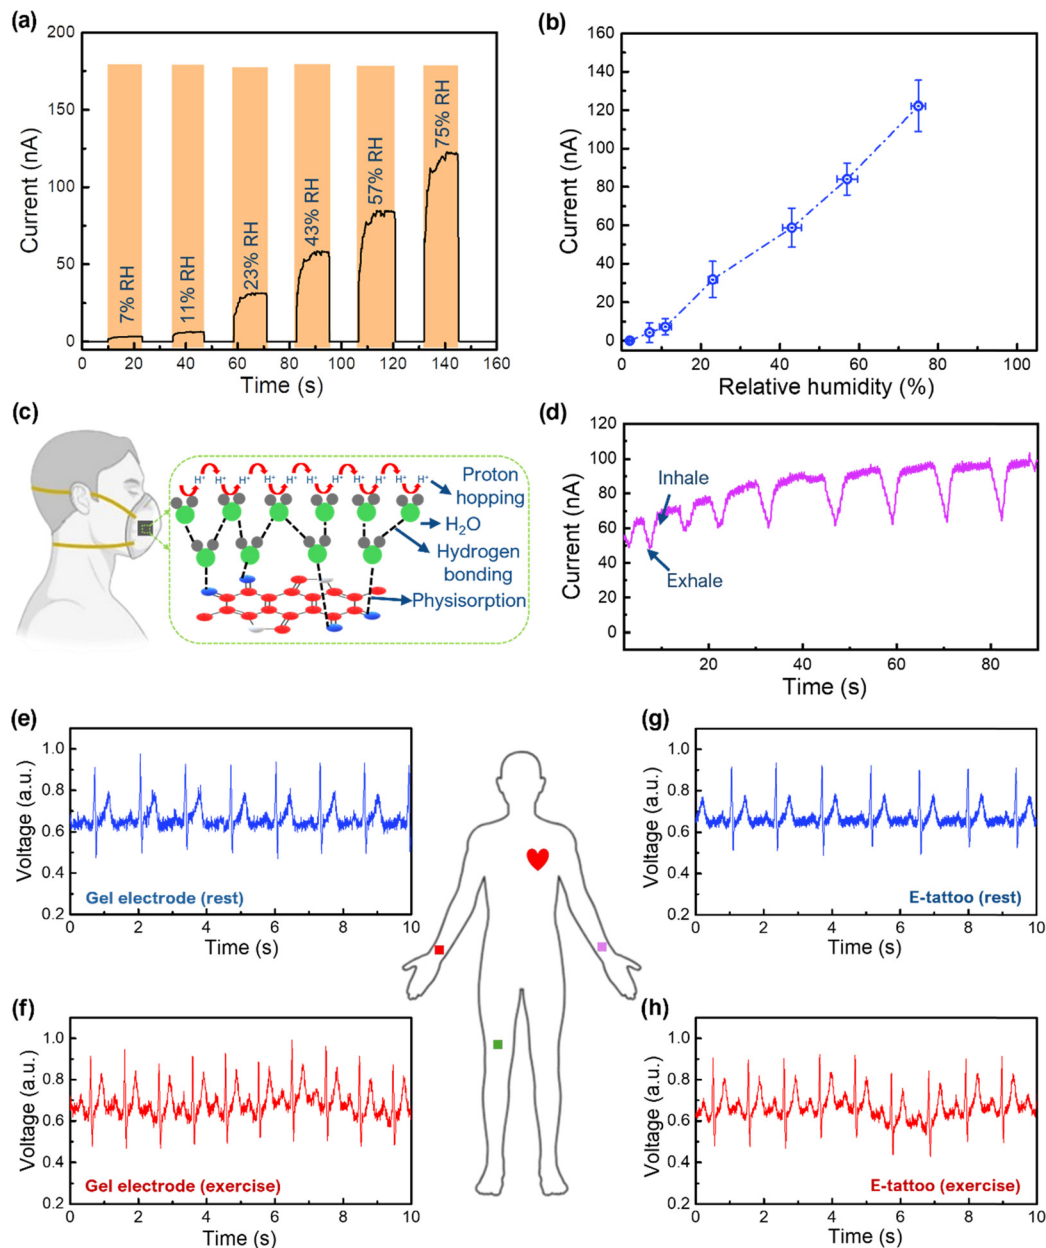 (a)
200
150
100
50
0
Current (nA)
7% RH
11% RH
23% RH
43% RH
57% RH
75% RH
0 20 40 60 80 100 120 140 160
Time (s)
(b)
160
140
120
100
80
60
40
20
0
Current (nA)
0 20 40 60 80 100
Relative humidity (%)
(c)
H⁺ H⁺ H⁺ H⁺ H⁺ H⁺ H⁺
Proton
hopping
H₂O
Hydrogen
bonding
Physisorption
(d)
120
100
80
60
40
20
0
Current (nA)
Inhale
Exhale
20 40 60 80
Time (s)
(e)
1.0
0.8
0.6
0.4
0.2
Voltage (a.u.)
Gel electrode (rest)
0 2 4 6 8 10
Time (s)
(g)
1.0
0.8
0.6
0.4
0.2
Voltage (a.u.)
E-tattoo (rest)
0 2 4 6 8 10
Time (s)
(f)
1.0
0.8
0.6
0.4
0.2
Voltage (a.u.)
Gel electrode (exercise)
0 2 4 6 8 10
Time (s)
(h)
1.0
0.8
0.6
0.4
0.2
Voltage (a.u.)
E-tattoo (exercise)
0 2 4 6 8 10
Time (s)